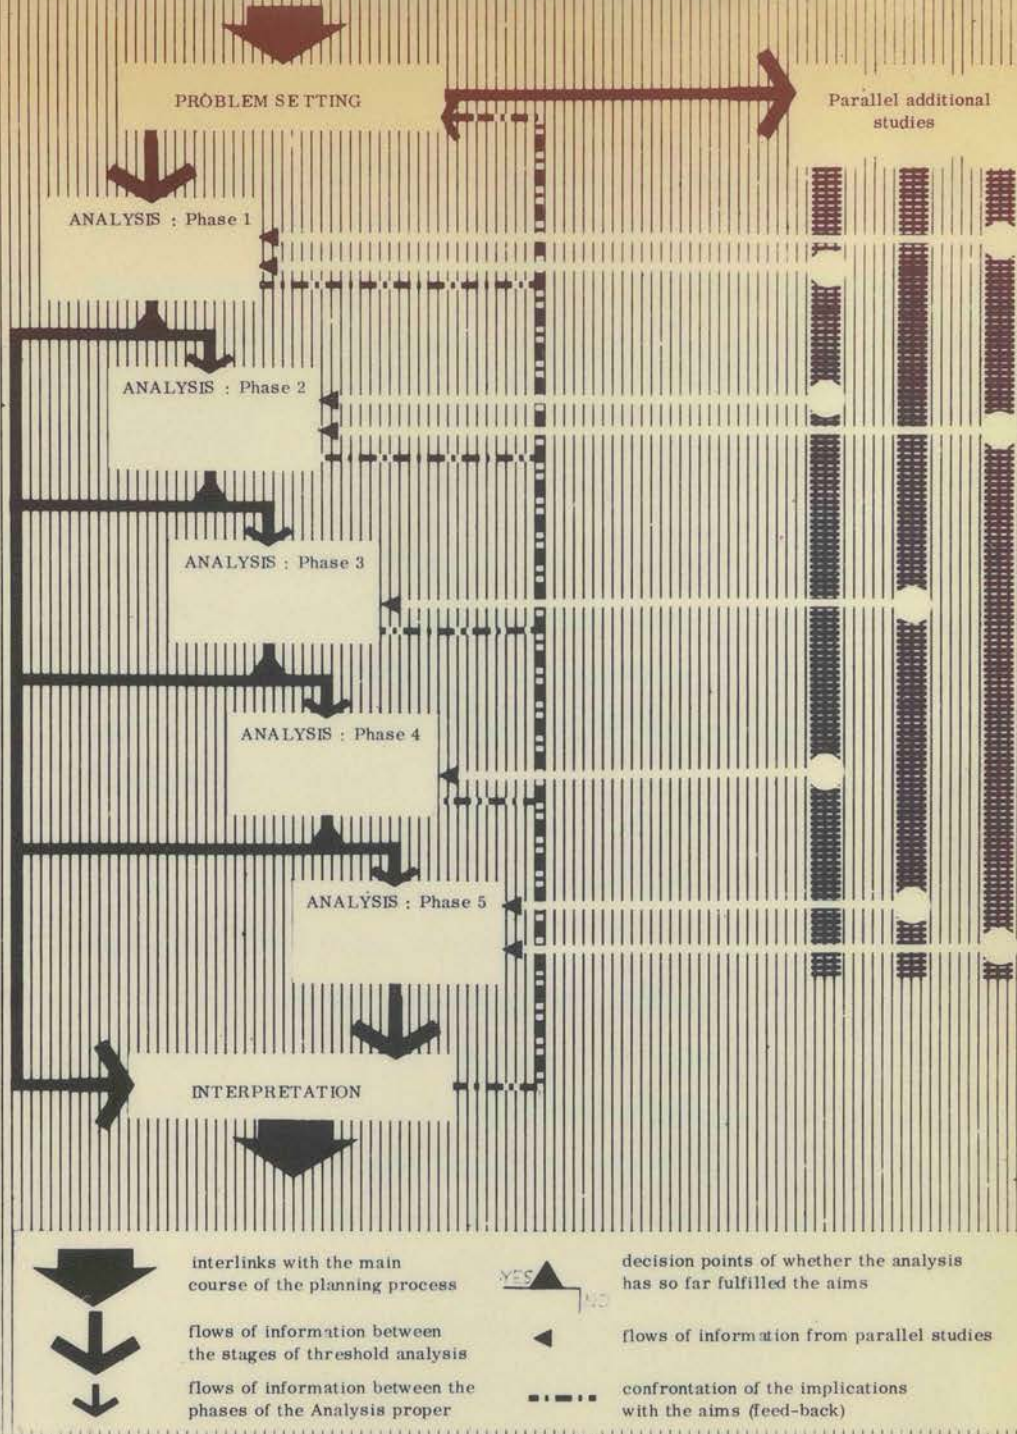 PROBLEM SETTING
Parallel additional
studies
ANALYSIS : Phase 1
ANALYSIS : Phase 2
ANALYSIS : Phase 3
ANALYSIS : Phase 4
ANALYSIS : Phase 5
INTERPRETATION
interlinks with the main
course of the planning process
flows of information between
the stages of threshold analysis
flows of information between the
phases of the Analysis proper
YES
NO
decision points of whether the analysis
has so far fulfilled the aims
flows of information from parallel studies
confrontation of the implications
with the aims (feed-back)